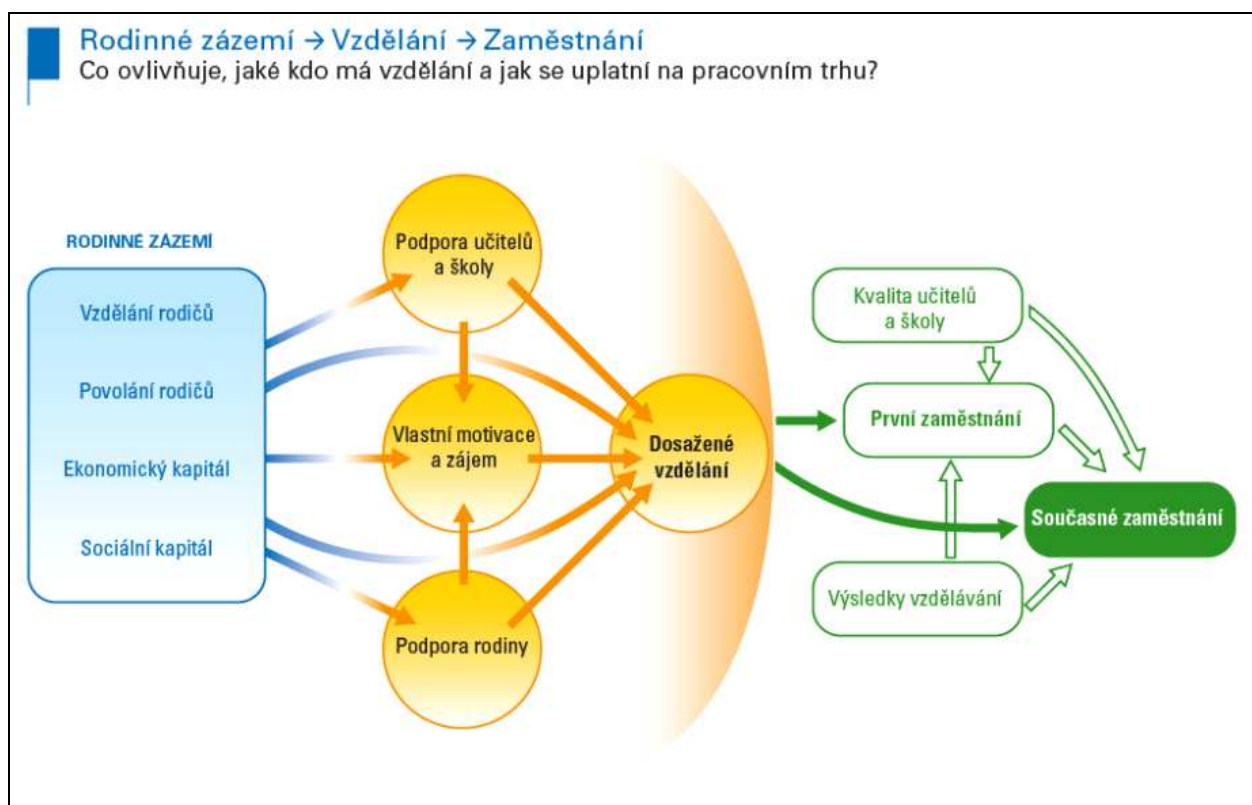 Rodinné zázemí → Vzdělání → Zaměstnání
Co ovlivňuje, jaké kdo má vzdělání a jak se uplatní na pracovním trhu?
RODINNÉ ZÁZEMÍ
Vzdělání rodičů
Povolání rodičů
Ekonomický kapitál
Sociální kapitál
Podpora učitelů
a školy
Vlastní motivace
a zájem
Podpora rodiny
Dosažené
vzdělání
Kvalita učitelů
a školy
První zaměstnání
Současné zaměstnání
Výsledky vzdělávání